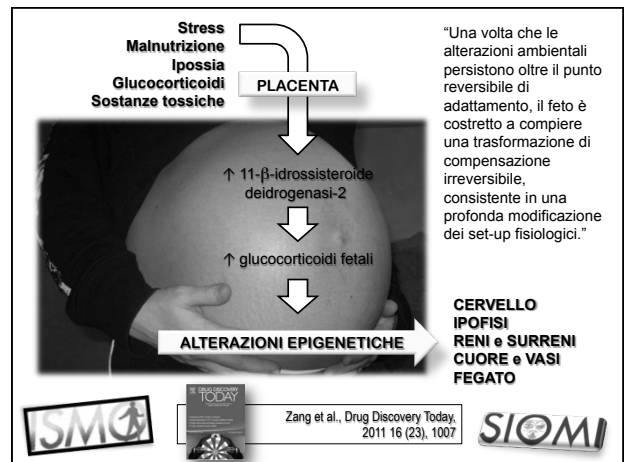 Stress
Malnutrizione
Ipossia
Glucocorticoidi
Sostanze tossiche
PLACENTA
↑ 11-β-idrossisteroide
deidrogenasi-2
↑ glucocorticoidi fetali
ALTERAZIONI EPIGENETICHE
“Una volta che le
alterazioni ambientali
persistono oltre il punto
reversibile di
adattamento, il feto è
costretto a compiere
una trasformazione di
compensazione
irreversibile,
consistente in una
profonda modificazione
dei set-up fisiologici.”
CERVELLO
IPOFISI
RENI e SURRENI
CUORE e VASI
FEGATO
ISMO
DRUG DISCOVERY
TODAY
Zang et al., Drug Discovery Today,
2011 16 (23), 1007
SIOMI